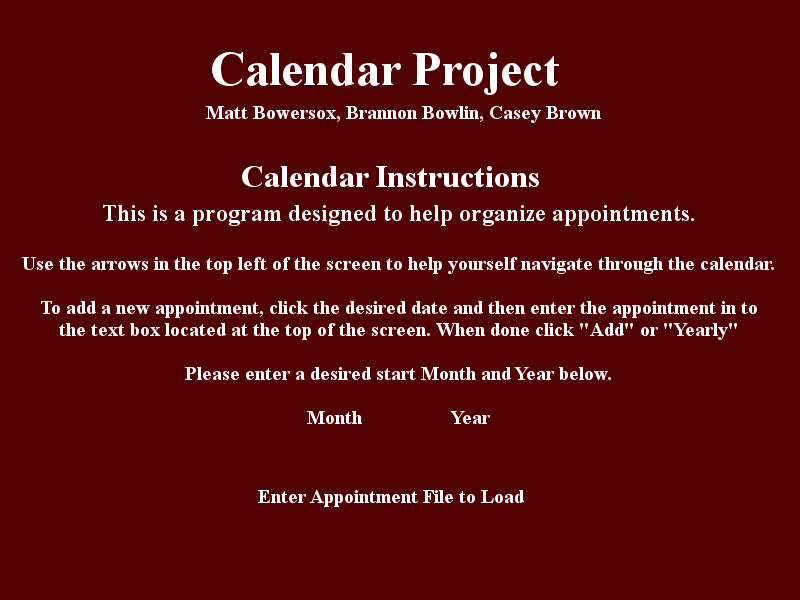 Calendar Project
Matt Bowersox, Brannon Bowlin, Casey Brown
Calendar Instructions
This is a program designed to help organize appointments.
Use the arrows in the top left of the screen to help yourself navigate through the calendar.
To add a new appointment, click the desired date and then enter the appointment in to
the text box located at the top of the screen. When done click "Add" or "Yearly"
Please enter a desired start Month and Year below.
Month Year
Enter Appointment File to Load